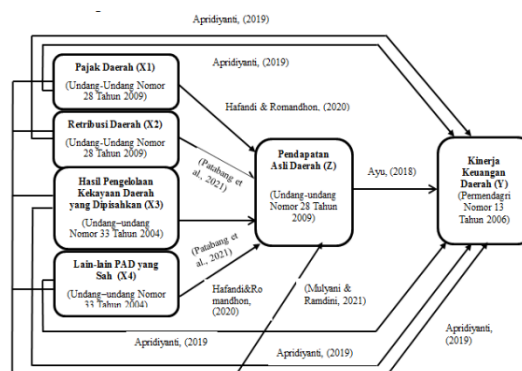 Apridiyanti, (2019)
Apridiyanti, (2019)
Pajak Daerah (X1)
(Undang-Undang Nomor
28 Tahun 2009)
Hafandi & Romandhon, (2020)
Retribusi Daerah (X2)
(Undang-Undang Nomor
28 Tahun 2009)
(Patabang et
al., 2021)
Hasil Pengelolaan
Kekayaan Daerah
yang Dipisahkan (X3)
(Undang–undang
Nomor 33 Tahun 2004)
Pendapatan
Asli Daerah (Z)
(Undang-undang
Nomor 28 Tahun
2009)
Ayu, (2018)
Kinerja
Keuangan
Daerah (Y)
(Permendagri
Nomor 13
Tahun 2006)
(Patabang et
al., 2021)
Lain-lain PAD yang
Sah (X4)
(Undang–undang Nomor
33 Tahun 2004)
Hafandi&Ro
mandhon,
(2020)
(Mulyani &
Ramdini, 2021)
Apridiyanti, (2019
Apridiyanti, (2019)
Apridiyanti,
(2019)